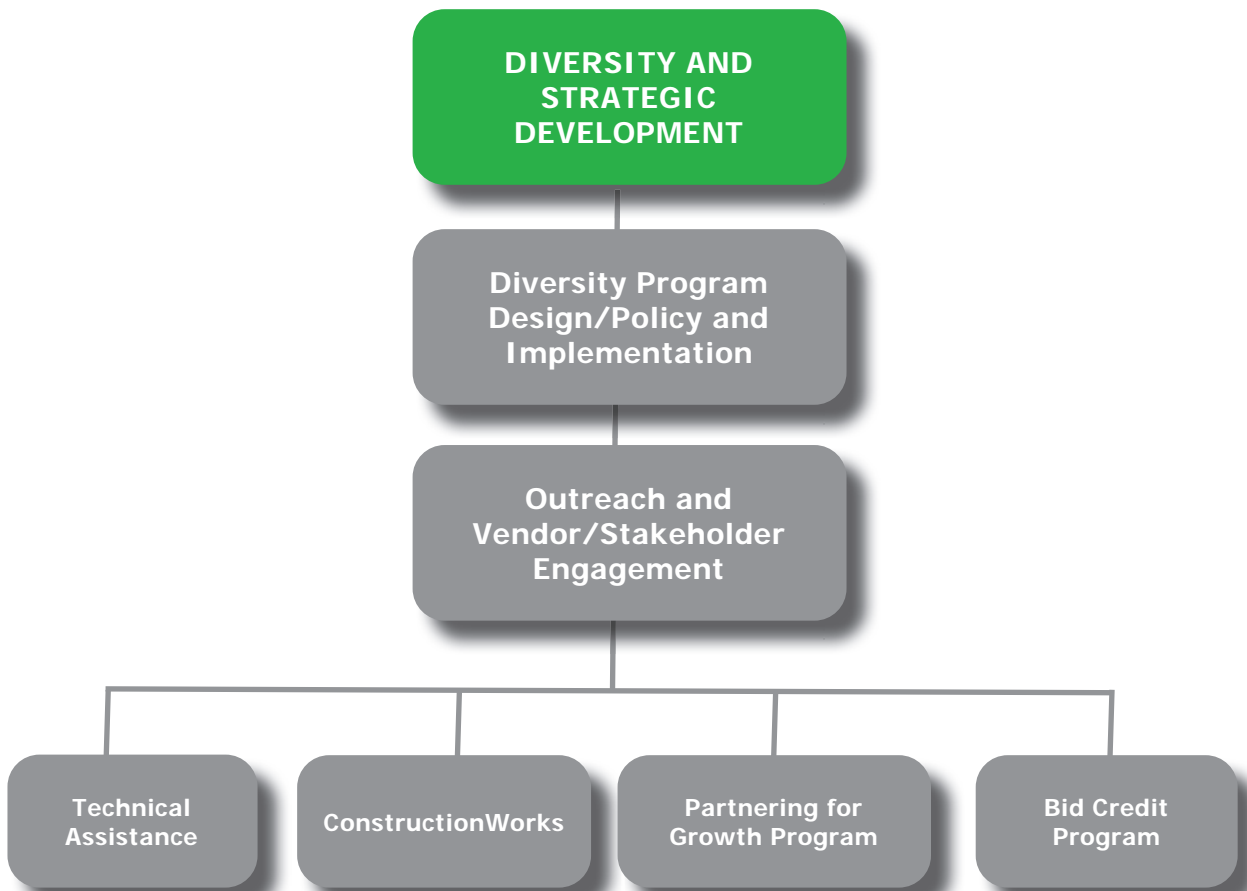 DIVERSITY AND
STRATEGIC
DEVELOPMENT
Diversity Program
Design/Policy and
Implementation
Outreach and
Vendor/Stakeholder
Engagement
Technical
Assistance
ConstructionWorks
Partnering for
Growth Program
Bid Credit
Program